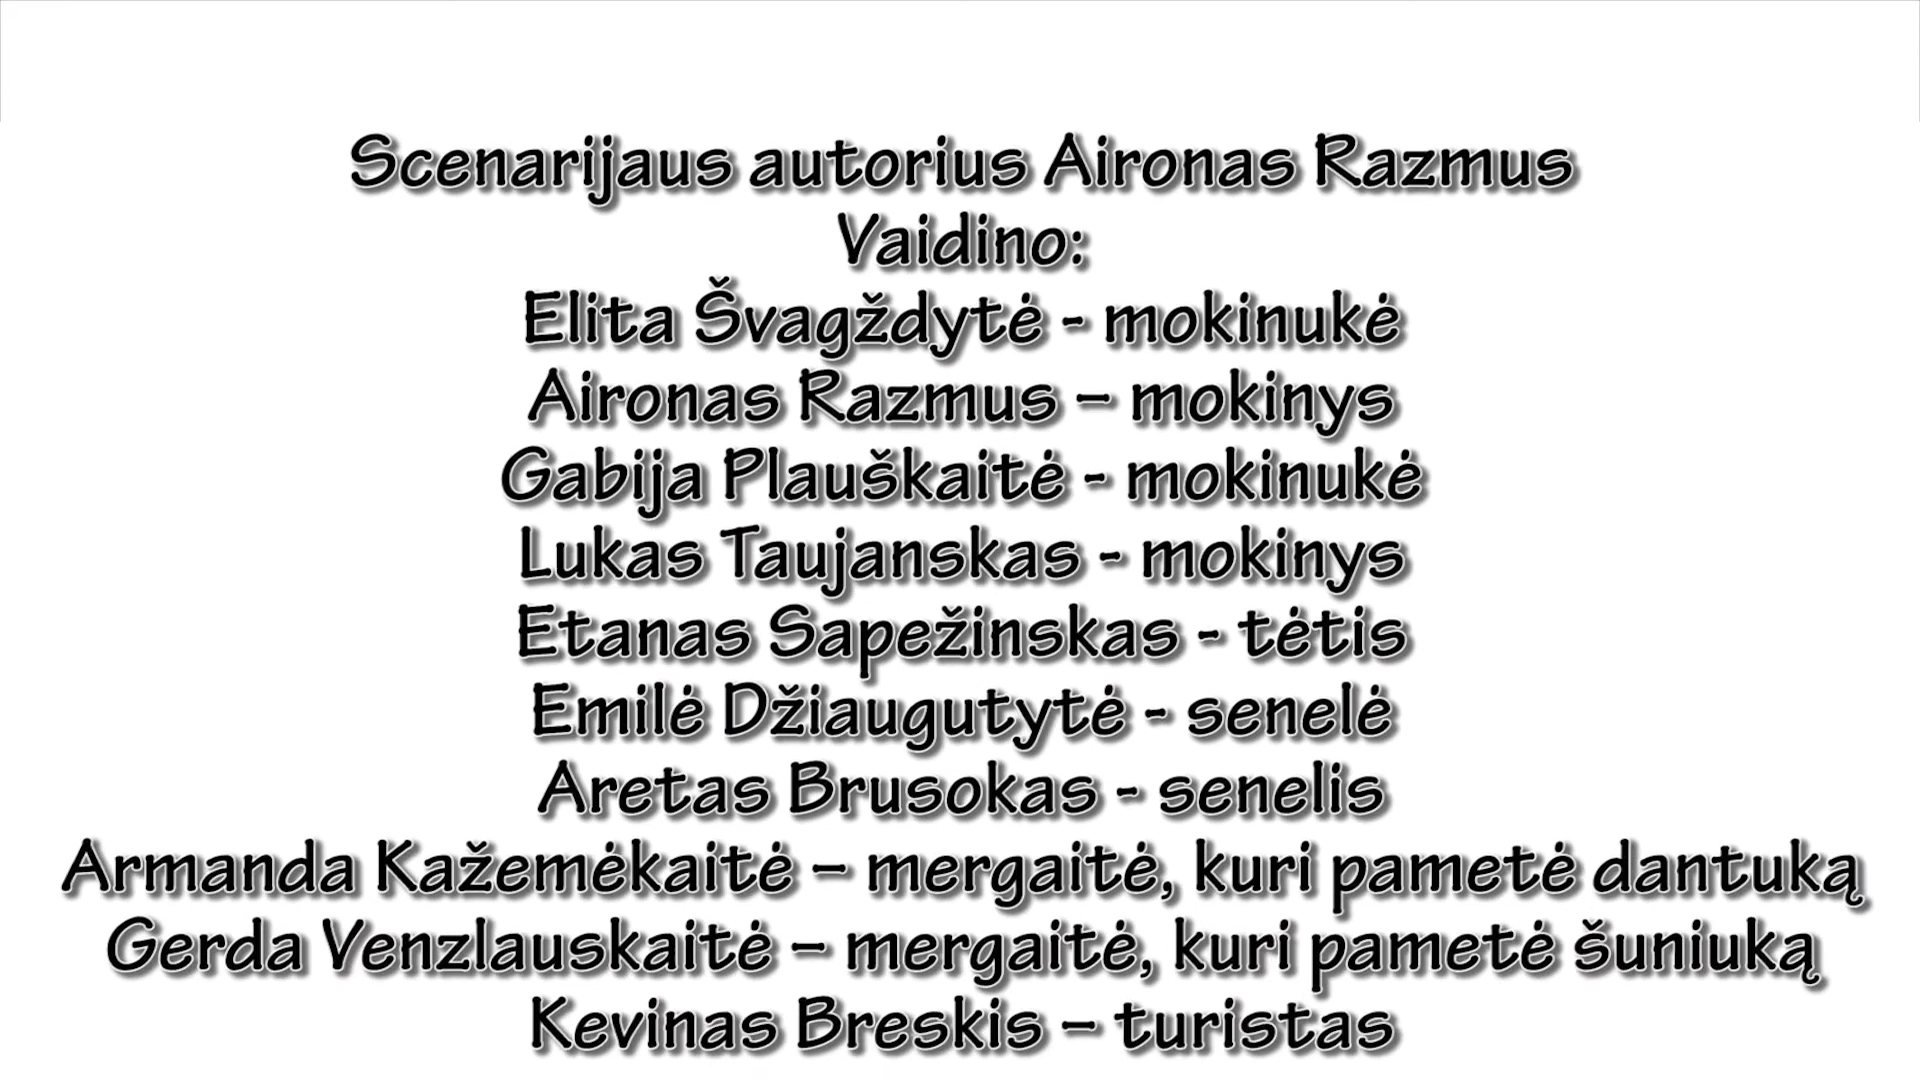 Scenarijaus autorius Aironas Razmus
Vaidino:
Elita Švagždytė - mokinukė
Aironas Razmus – mokinys
Gabija Plauškaitė - mokinukė
Lukas Taujanskas - mokinys
Etanas Sapežinskas - tėtis
Emilė Džiaugutytė - senelė
Aretas Brusokas - senelis
Armanda Kažemėkaitė – mergaitė, kuri pametė dantuką
Gerda Venzlauskaitė – mergaitė, kuri pametė šuniuką
Kevinas Breskis – turistas